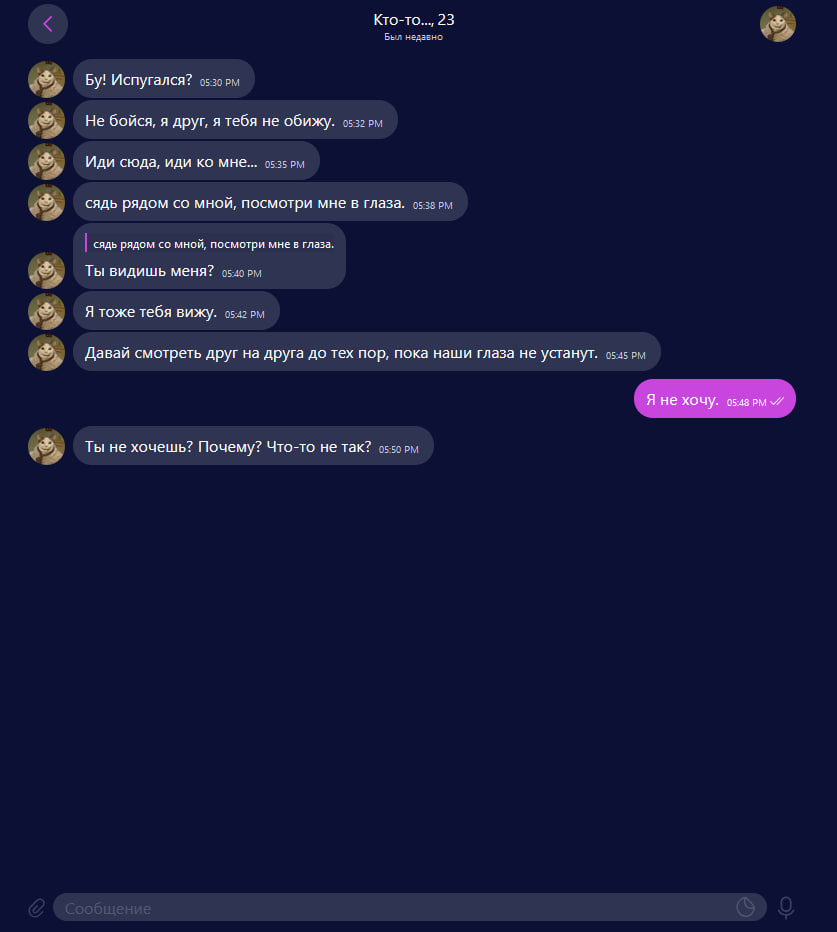 Кто-то..., 23
Был недавно
Бу! Испугался? 05:30 PM
Не бойся, я друг, я тебя не обижу. 05:32 PM
Иди сюда, иди ко мне... 05:35 PM
сядь рядом со мной, посмотри мне в глаза. 05:38 PM
сядь рядом со мной, посмотри мне в глаза.
Ты видишь меня? 05:40 PM
Я тоже тебя вижу. 05:42 PM
Давай смотреть друг на друга до тех пор, пока наши глаза не устанут. 05:45 PM
Я не хочу. 05:48 PM
Ты не хочешь? Почему? Что-то не так? 05:50 PM
Сообщение